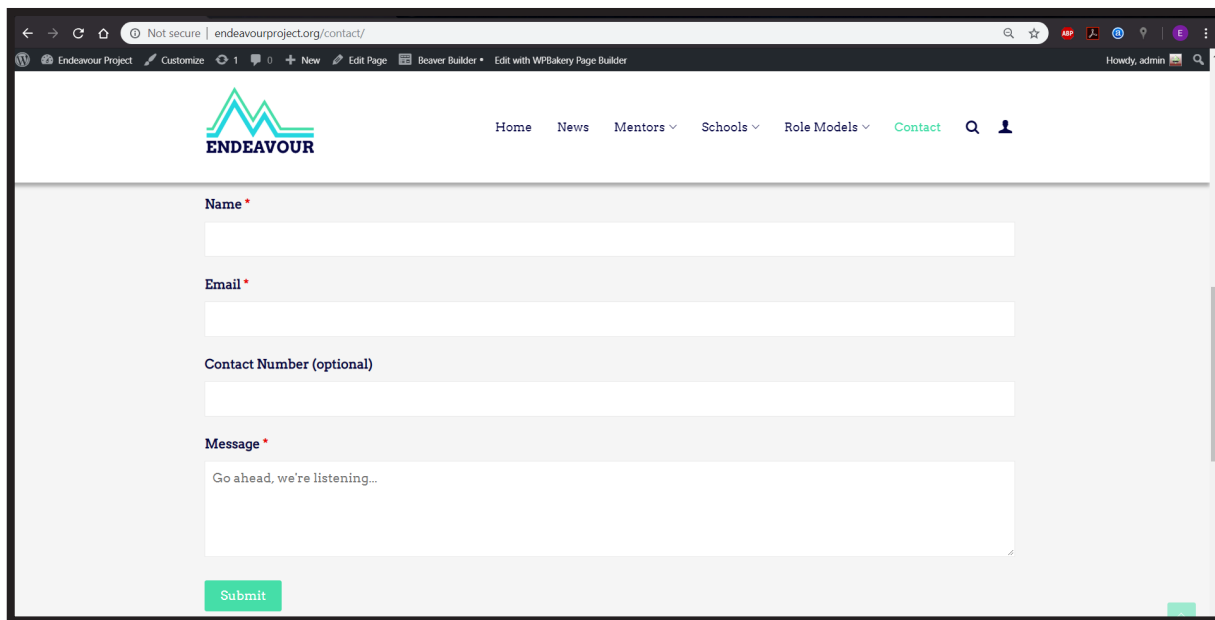 Not secure | endeavourproject.org/contact/
ABP
E
Endeavour Project Customize 1 0 New Edit Page Beaver Builder • Edit with WPBakery Page Builder Howdy, admin
ENDEAVOUR
Home News Mentors Schools Role Models Contact
Name *
Email *
Contact Number (optional)
Message *
Go ahead, we're listening...
Submit